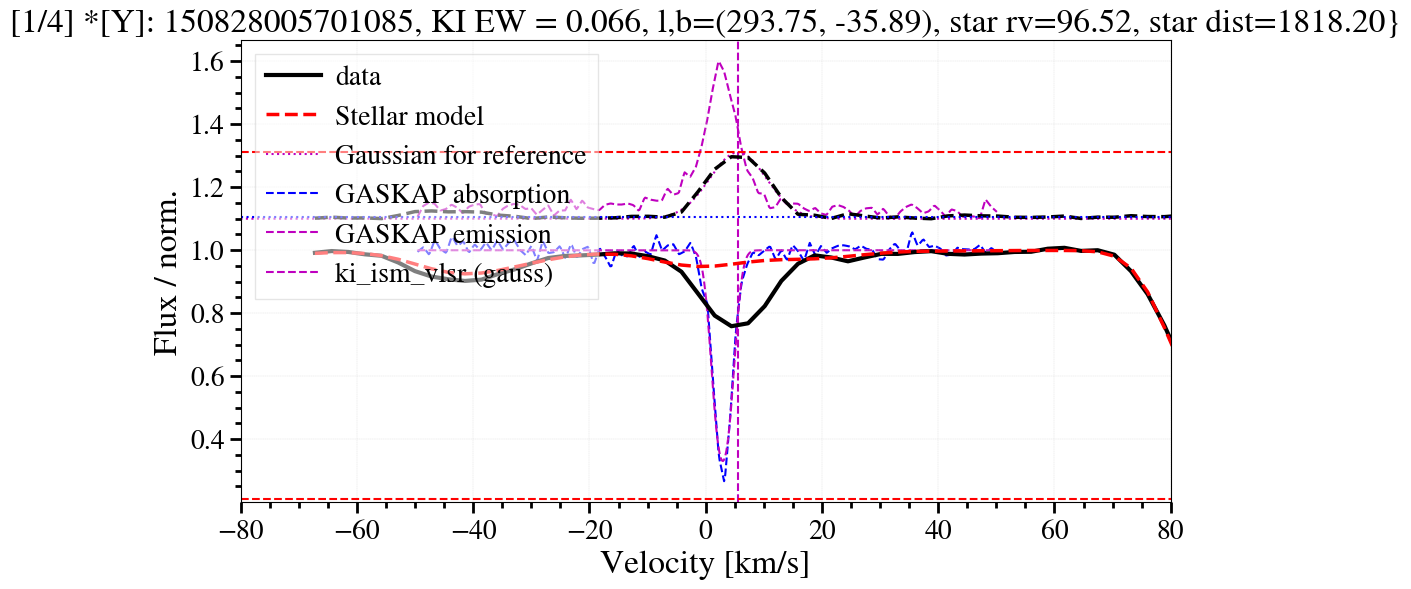 [1/4] *[Y]: 150828005701085, KI EW = 0.066, l,b=(293.75, -35.89), star rv=96.52, star dist=1818.20}
1.6
1.4
1.2
1.0
0.8
0.6
0.4
Flux / norm.
data
Stellar model
Gaussian for reference
GASKAP absorption
GASKAP emission
ki_ism_vlsr (gauss)
−80 −60 −40 −20 0 20 40 60 80
Velocity [km/s]